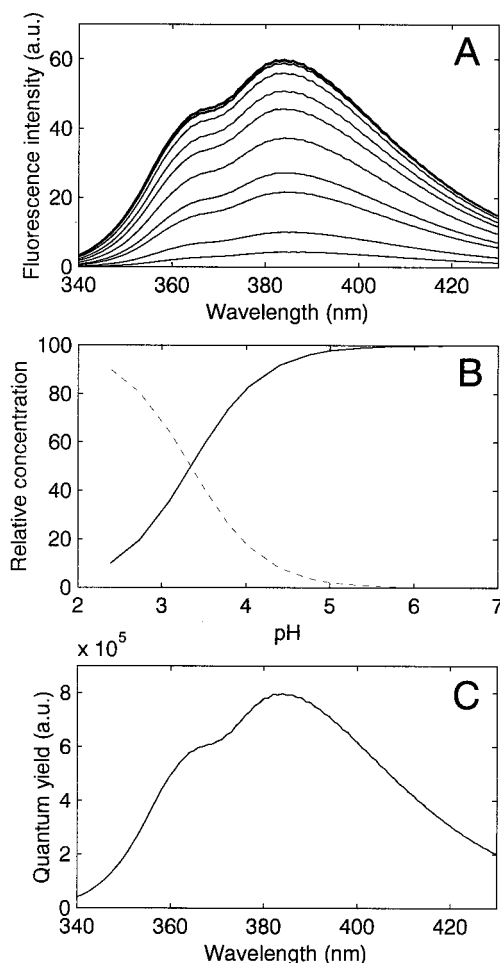 A
Fluorescence intensity (a.u.)
60
40
20
0
340 360 380 400 420
Wavelength (nm)
B
Relative concentration
100
80
60
40
20
0
2 3 4 5 6 7
pH
x 10^5
C
Quantum yield (a.u.)
8
6
4
2
0
340 360 380 400 420
Wavelength (nm)